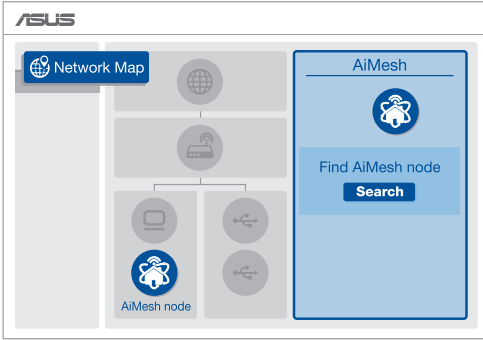 ASUS
Network Map
AiMesh
Find AiMesh node
Search
AiMesh node